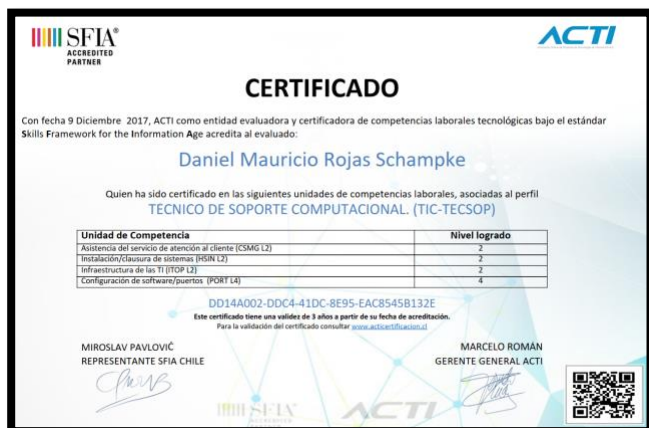 SFIA®
ACCREDITED
PARTNER
ACTI
CERTIFICADO
Con fecha 9 Diciembre 2017, ACTI como entidad evaluadora y certificadora de competencias laborales tecnológicas bajo el estándar
Skills Framework for the Information Age acredita al evaluado:
Daniel Mauricio Rojas Schampke
Quien ha sido certificado en las siguientes unidades de competencias laborales, asociadas al perfil
TECNICO DE SOPORTE COMPUTACIONAL. (TIC-TECSOP)
Unidad de Competencia Nivel logrado
Asistencia del servicio de atención al cliente (CSMG L2) 2
Instalación/clausura de sistemas (HSIN L2) 2
Infraestructura de las TI (ITOP L2) 2
Configuración de software/puertos (PORT L4) 4
DD14A002-DDC4-41DC-8E95-EAC8545B132E
Este certificado tiene una validez de 3 años a partir de su fecha de acreditación.
Para la validación del certificado consultar www.acticertificacion.cl
MIROSLAV PAVLOVIČ MARCELO ROMÁN
REPRESENTANTE SFIA CHILE GERENTE GENERAL ACTI
SFIA ACTI
ACCREDITED